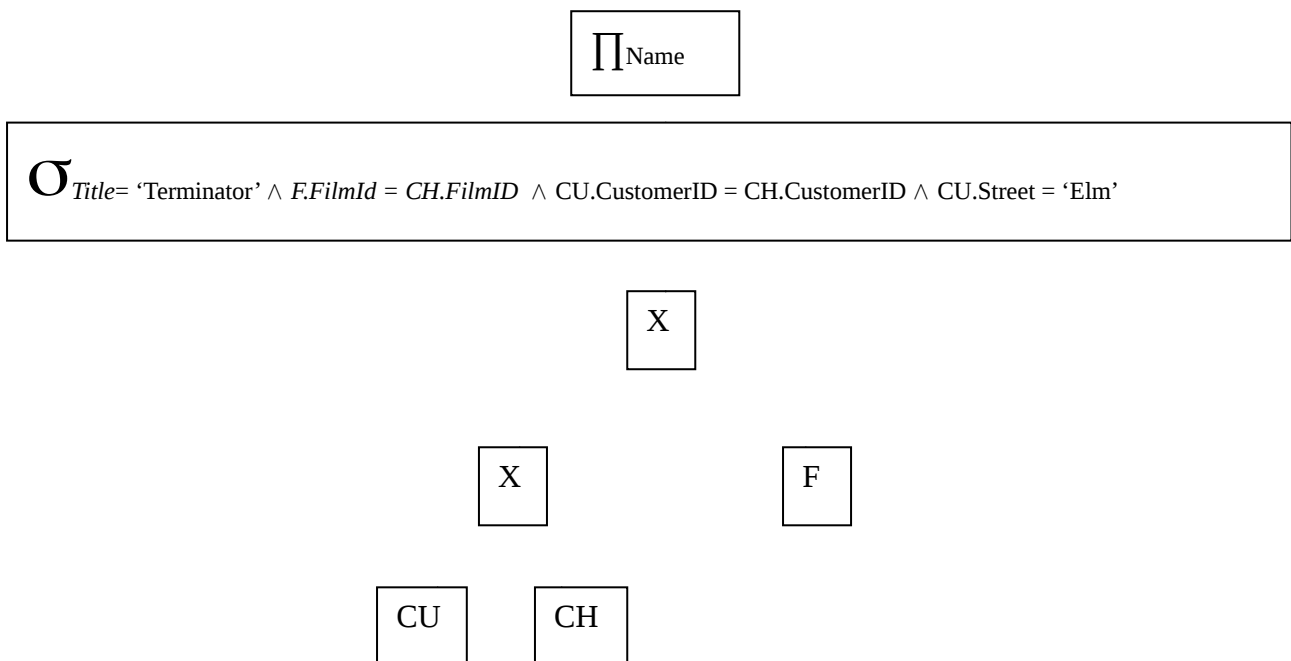 ∏Name
σTitle= ‘Terminator’ ∧ F.FilmId = CH.FilmID ∧ CU.CustomerID = CH.CustomerID ∧ CU.Street = ‘Elm’
X
X F
CU CH